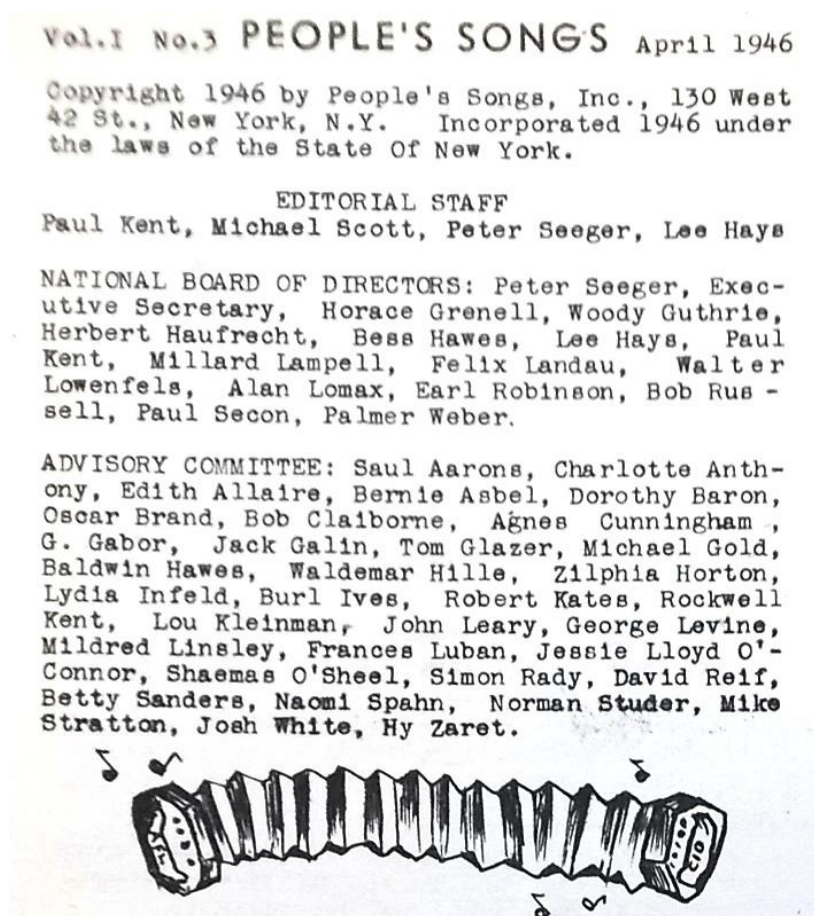 Vol.I No.3 PEOPLE'S SONGS April 1946
Copyright 1946 by People's Songs, Inc., 130 West
42 St., New York, N.Y. Incorporated 1946 under
the laws of the State Of New York.
EDITORIAL STAFF
Paul Kent, Michael Scott, Peter Seeger, Lee Hays
NATIONAL BOARD OF DIRECTORS: Peter Seeger, Exec-
utive Secretary, Horace Grenell, Woody Guthrie,
Herbert Haufrecht, Bess Hawes, Lee Hays, Paul
Kent, Millard Lampell, Felix Landau, Walter
Lowenfels, Alan Lomax, Earl Robinson, Bob Rus -
sell, Paul Secon, Palmer Weber.
ADVISORY COMMITTEE: Saul Aarons, Charlotte Anth-
ony, Edith Allaire, Bernie Asbel, Dorothy Baron,
Oscar Brand, Bob Claiborne, Agnes Cunningham ,
G. Gabor, Jack Galin, Tom Glazer, Michael Gold,
Baldwin Hawes, Waldemar Hille, Zilphia Horton,
Lydia Infeld, Burl Ives, Robert Kates, Rockwell
Kent, Lou Kleinman, John Leary, George Levine,
Mildred Linsley, Frances Luban, Jessie Lloyd O'-
Connor, Shaemas O'Sheel, Simon Rady, David Reif,
Betty Sanders, Naomi Spahn, Norman Studer, Mike
Stratton, Josh White, Hy Zaret.
CIO